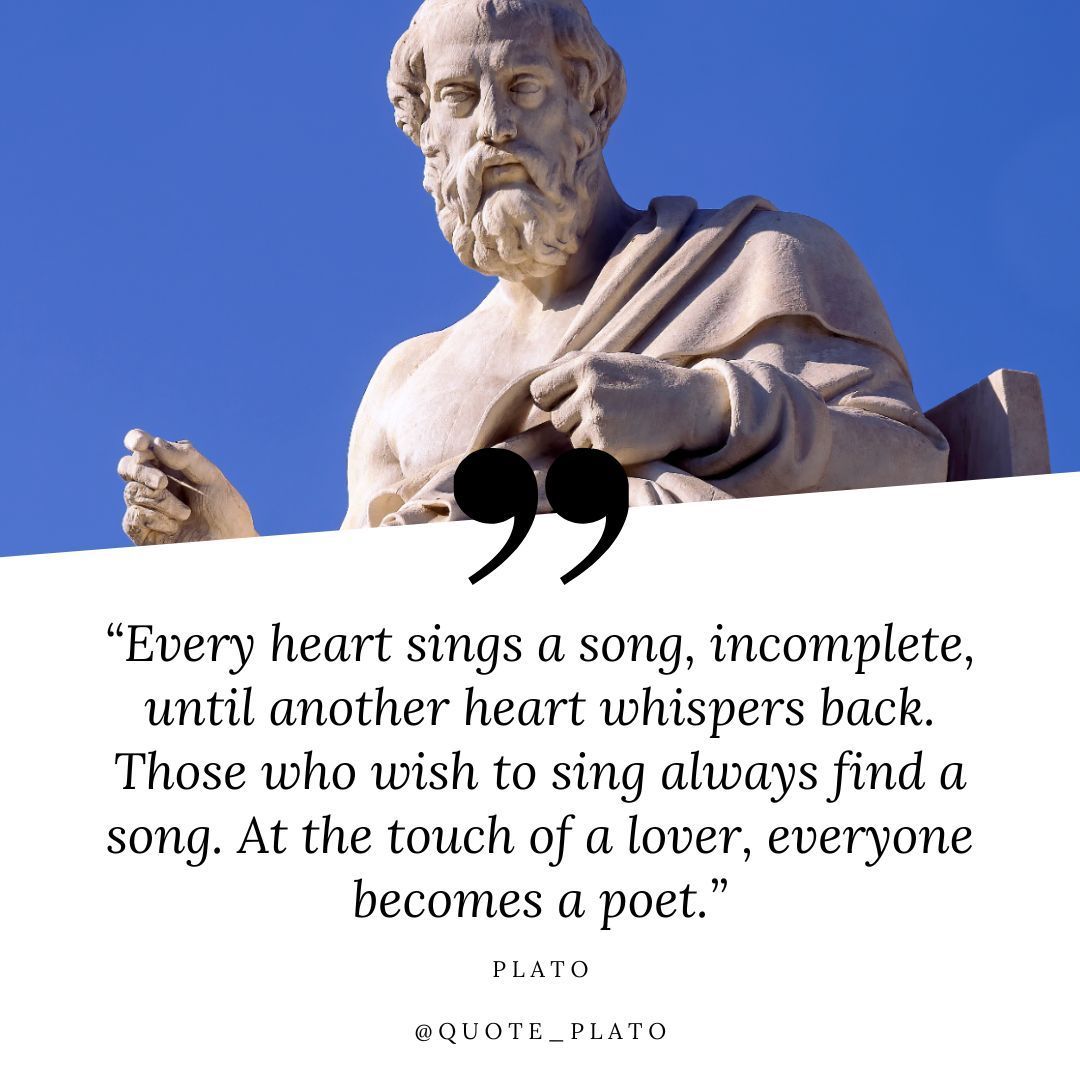 ”
“Every heart sings a song, incomplete,
until another heart whispers back.
Those who wish to sing always find a
song. At the touch of a lover, everyone
becomes a poet.”
PLATO
@QUOTE_PLATO